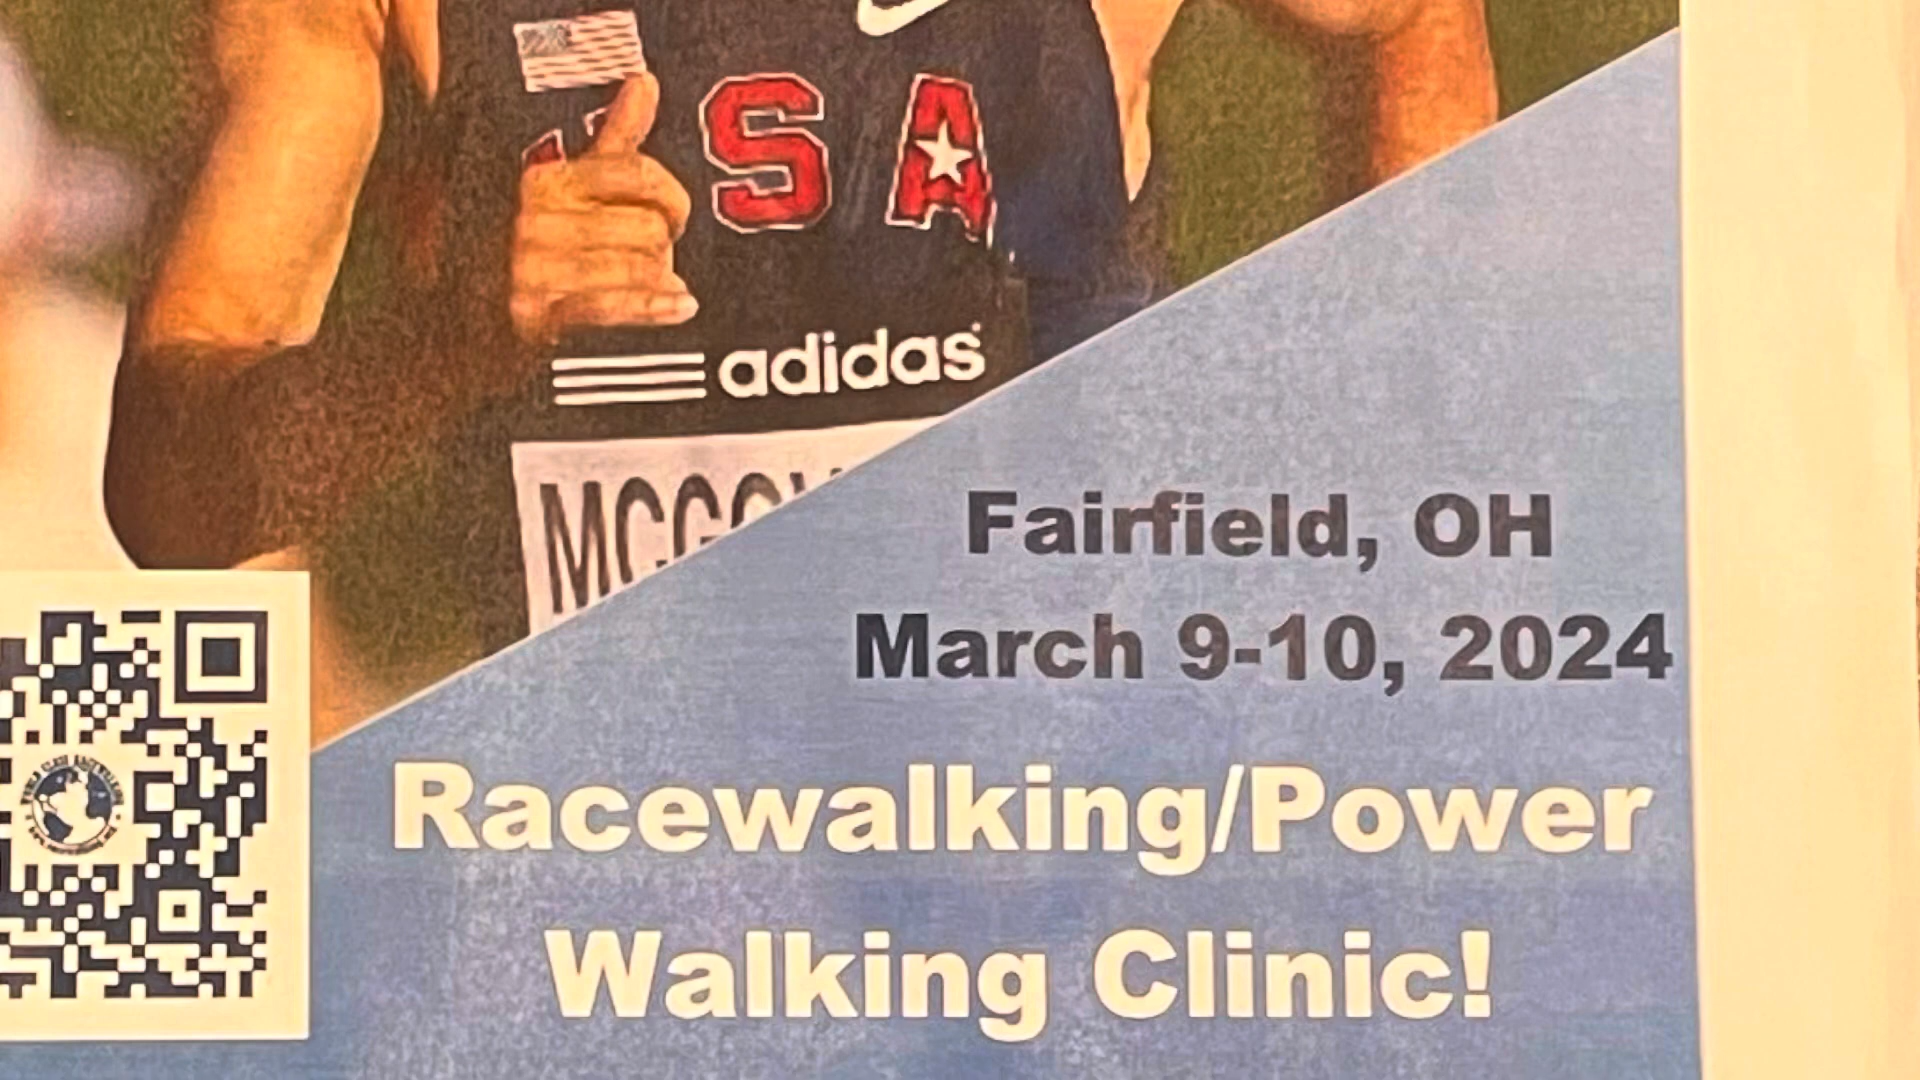 SA
adidas
Fairfield, OH
March 9-10, 2024
Racewalking/Power
Walking Clinic!